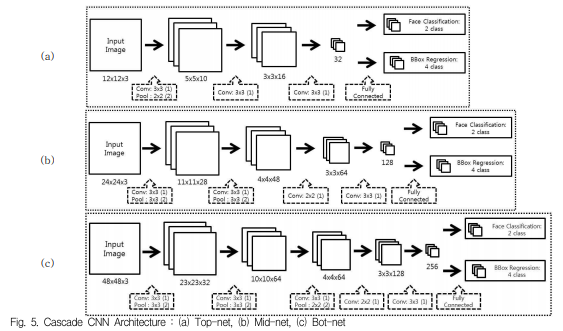 (a)
Input
Image
12x12x3
Conv: 3x3 (1)
Pool : 2x2 (2)
5x5x10
Conv: 3x3 (1)
3x3x16
Conv: 3x3 (1)
32
Fully
Connected
Face Classification:
2 class
BBox Regression:
4 class
(b)
Input
Image
24x24x3
Conv: 3x3 (1)
Pool : 3x3 (2)
11x11x28
Conv: 3x3 (1)
Pool : 3x3 (2)
4x4x48
Conv: 2x2 (1)
3x3x64
Conv: 3x3 (1)
128
Fully
Connected
Face Classification:
2 class
BBox Regression:
4 class
(c)
Input
Image
48x48x3
Conv: 3x3 (1)
Pool : 3x3 (2)
23x23x32
Conv: 3x3 (1)
Pool : 3x3 (2)
10x10x64
Conv: 3x3 (1)
Pool : 2x2 (2)
4x4x64
Conv: 2x2 (1)
3x3x128
Conv: 3x3 (1)
256
Fully
Connected
Face Classification:
2 class
BBox Regression:
4 class
Fig. 5. Cascade CNN Architecture : (a) Top-net, (b) Mid-net, (c) Bot-net